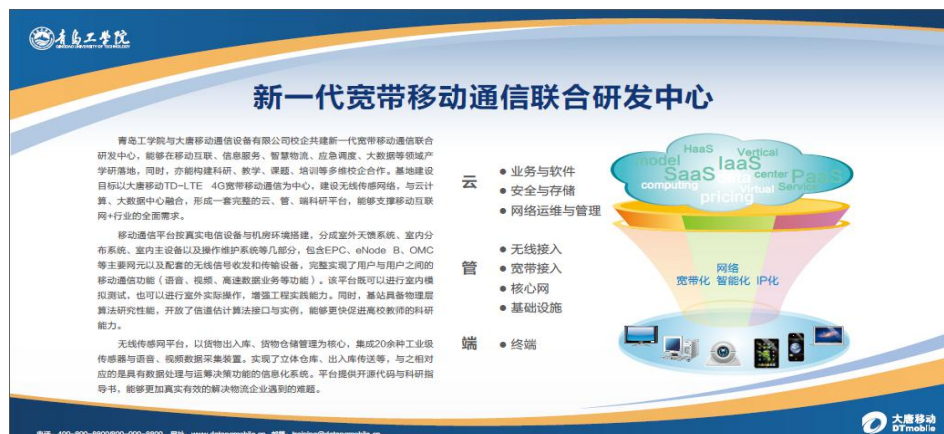 青岛工学院
QINGDAO UNIVERSITY OF TECHNOLOGY
新一代宽带移动通信联合研发中心
青岛工学院与大唐移动通信设备有限公司校企共建新一代宽带移动通信联合
研发中心，能够在移动互联、信息服务、智慧物流、应急调度、大数据等领域产
学研落地，同时，亦能构建科研、教学、课题、培训等多维校企合作。基地建设
目标以大唐移动TD-LTE 4G宽带移动通信为中心，建设无线传感网络，与云计
算、大数据中心融合，形成一套完整的云、管、端科研平台，能够支撑移动互联
网+行业的全面需求。
移动通信平台按真实电信设备与机房环境搭建，分成室外天馈系统、室内分
布系统、室内主设备以及操作维护系统等几部分，包含EPC、eNode B、OMC
等主要网元以及配套的无线信号收发和传输设备，完整实现了用户与用户之间的
移动通信功能（语音、视频、高速数据业务等功能）。该平台既可以进行室内模
拟测试，也可以进行室外实际操作，增强工程实践能力。同时，基站具备物理层
算法研究性能，开放了信道估计算法接口与实例，能够更快促进高校教师的科研
能力。
无线传感网平台，以货物出入库、货物仓储管理为核心，集成20余种工业级
传感器与语音、视频数据采集装置。实现了立体仓库、出入库传送等，与之相对
应的是具有数据处理与运筹决策功能的信息化系统。平台提供开源代码与科研指
导书，能够更加真实有效的解决物流企业遇到的难题。
云
● 业务与软件
● 安全与存储
● 网络运维与管理
管
● 无线接入
● 宽带接入
● 核心网
● 基础设施
端
● 终端
HaaS Vertical
model IaaS
SaaS data center PaaS
computing Virtual Service
pricing
网络
宽带化 智能化 IP化
大唐移动
DTmobile